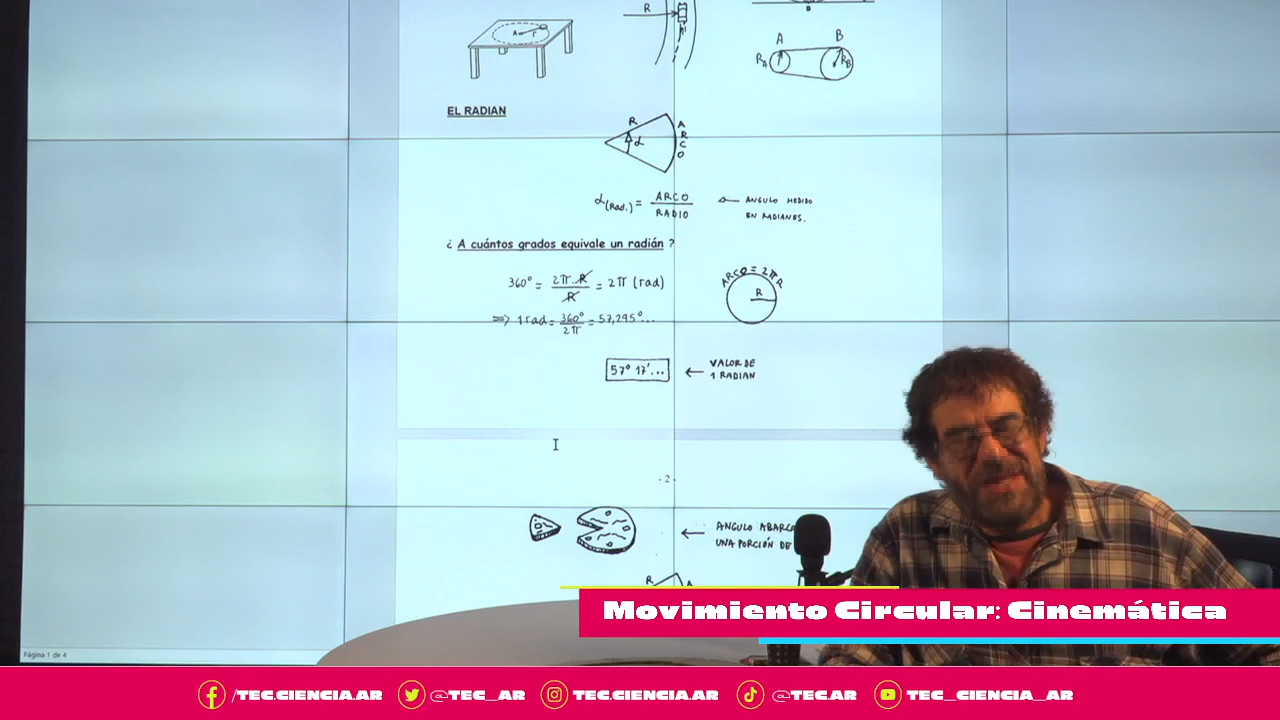 R
A
r
A B
R_A R_B
EL RADIAN
R
α
ARCO
α(Rad.) = ARCO / RADIO ← ANGULO MEDIDO
EN RADIANES.
¿ A cuántos grados equivale un radián ?
360° = 2π.R / R = 2π (rad)
ARCO = 2πR
R
⇒ 1 rad = 360° / 2π = 57,295°...
57° 17'... ← VALOR DE
1 RADIAN
- 2 -
← ANGULO ABARC
UNA PORCIÓN DE
R A
Movimiento Circular: Cinemática
Página 1 de 4
/TEC.CIENCIA.AR @TEC_AR TEC.CIENCIA.AR @TEC.AR TEC_CIENCIA_AR